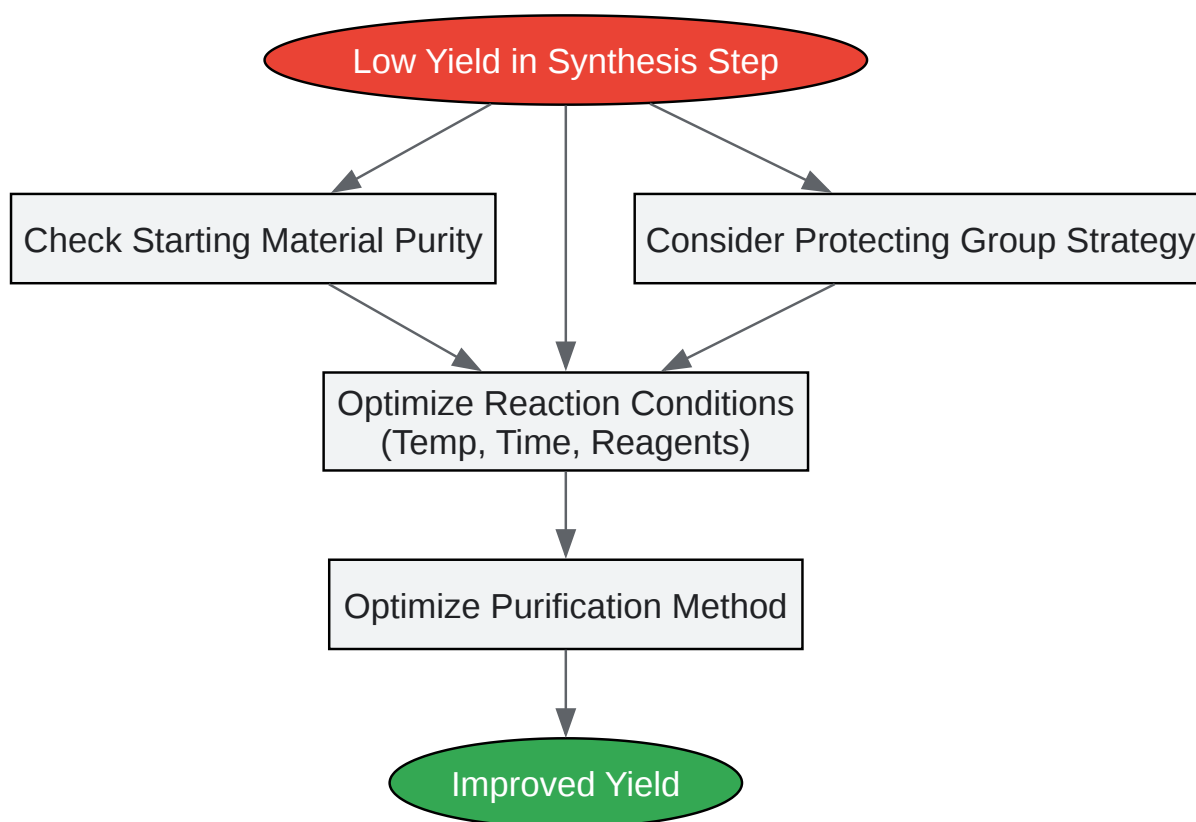 Low Yield in Synthesis Step
Check Starting Material Purity
Consider Protecting Group Strategy
Optimize Reaction Conditions
(Temp, Time, Reagents)
Optimize Purification Method
Improved Yield